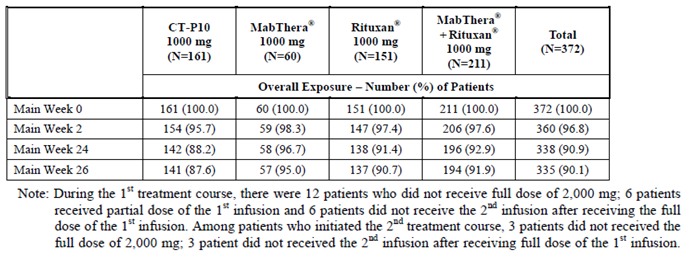 CT-P10 1000 mg (N=161) | MabThera® 1000 mg (N=60) | Rituxan® 1000 mg (N=151) | MabThera® + Rituxan® 1000 mg (N=211) | Total (N=372)
Overall Exposure – Number (%) of Patients
Main Week 0 | 161 (100.0) | 60 (100.0) | 151 (100.0) | 211 (100.0) | 372 (100.0)
Main Week 2 | 154 (95.7) | 59 (98.3) | 147 (97.4) | 206 (97.6) | 360 (96.8)
Main Week 24 | 142 (88.2) | 58 (96.7) | 138 (91.4) | 196 (92.9) | 338 (90.9)
Main Week 26 | 141 (87.6) | 57 (95.0) | 137 (90.7) | 194 (91.9) | 335 (90.1)
Note: During the 1st treatment course, there were 12 patients who did not receive full dose of 2,000 mg; 6 patients
received partial dose of the 1st infusion and 6 patients did not receive the 2nd infusion after receiving the full
dose of the 1st infusion. Among patients who initiated the 2nd treatment course, 3 patients did not received the
full dose of 2,000 mg; 3 patient did not received the 2nd infusion after receiving full dose of the 1st infusion.